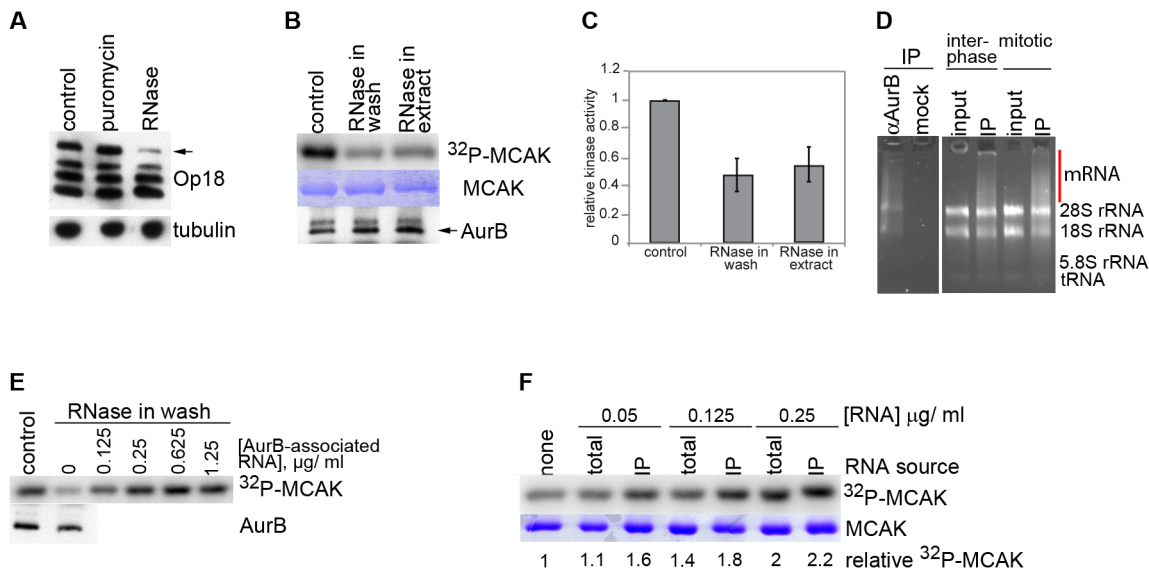 A
control
puromycin
RNase
Op18
tubulin
B
control
RNase in
wash
RNase in
extract
³²P-MCAK
MCAK
AurB
C
relative kinase activity
1.2
1
0.8
0.6
0.4
0.2
0
control
RNase in
wash
RNase in
extract
D
IP
inter-
phase
mitotic
αAurB
mock
input
IP
input
IP
mRNA
28S rRNA
18S rRNA
5.8S rRNA
tRNA
E
control
RNase in wash
0
0.125
0.25
0.625
1.25
[AurB-associated
RNA], µg/ ml
³²P-MCAK
AurB
F
0.05 0.125 0.25 [RNA] µg/ ml
none total IP total IP total IP RNA source
³²P-MCAK
MCAK
1 1.1 1.6 1.4 1.8 2 2.2 relative ³²P-MCAK